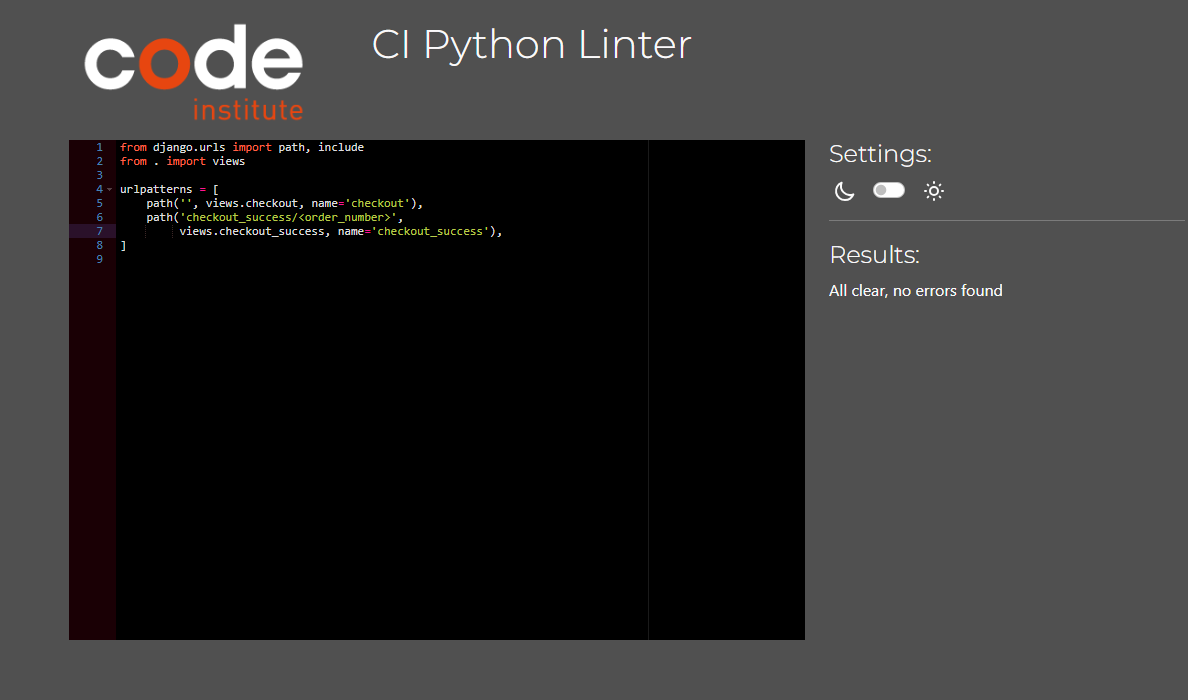 code
institute
CI Python Linter
1 from django.urls import path, include
2 from . import views
3
4 urlpatterns = [
5     path('', views.checkout, name='checkout'),
6     path('checkout_success/<order_number>',
7          views.checkout_success, name='checkout_success'),
8 ]
9
Settings:
Results:
All clear, no errors found